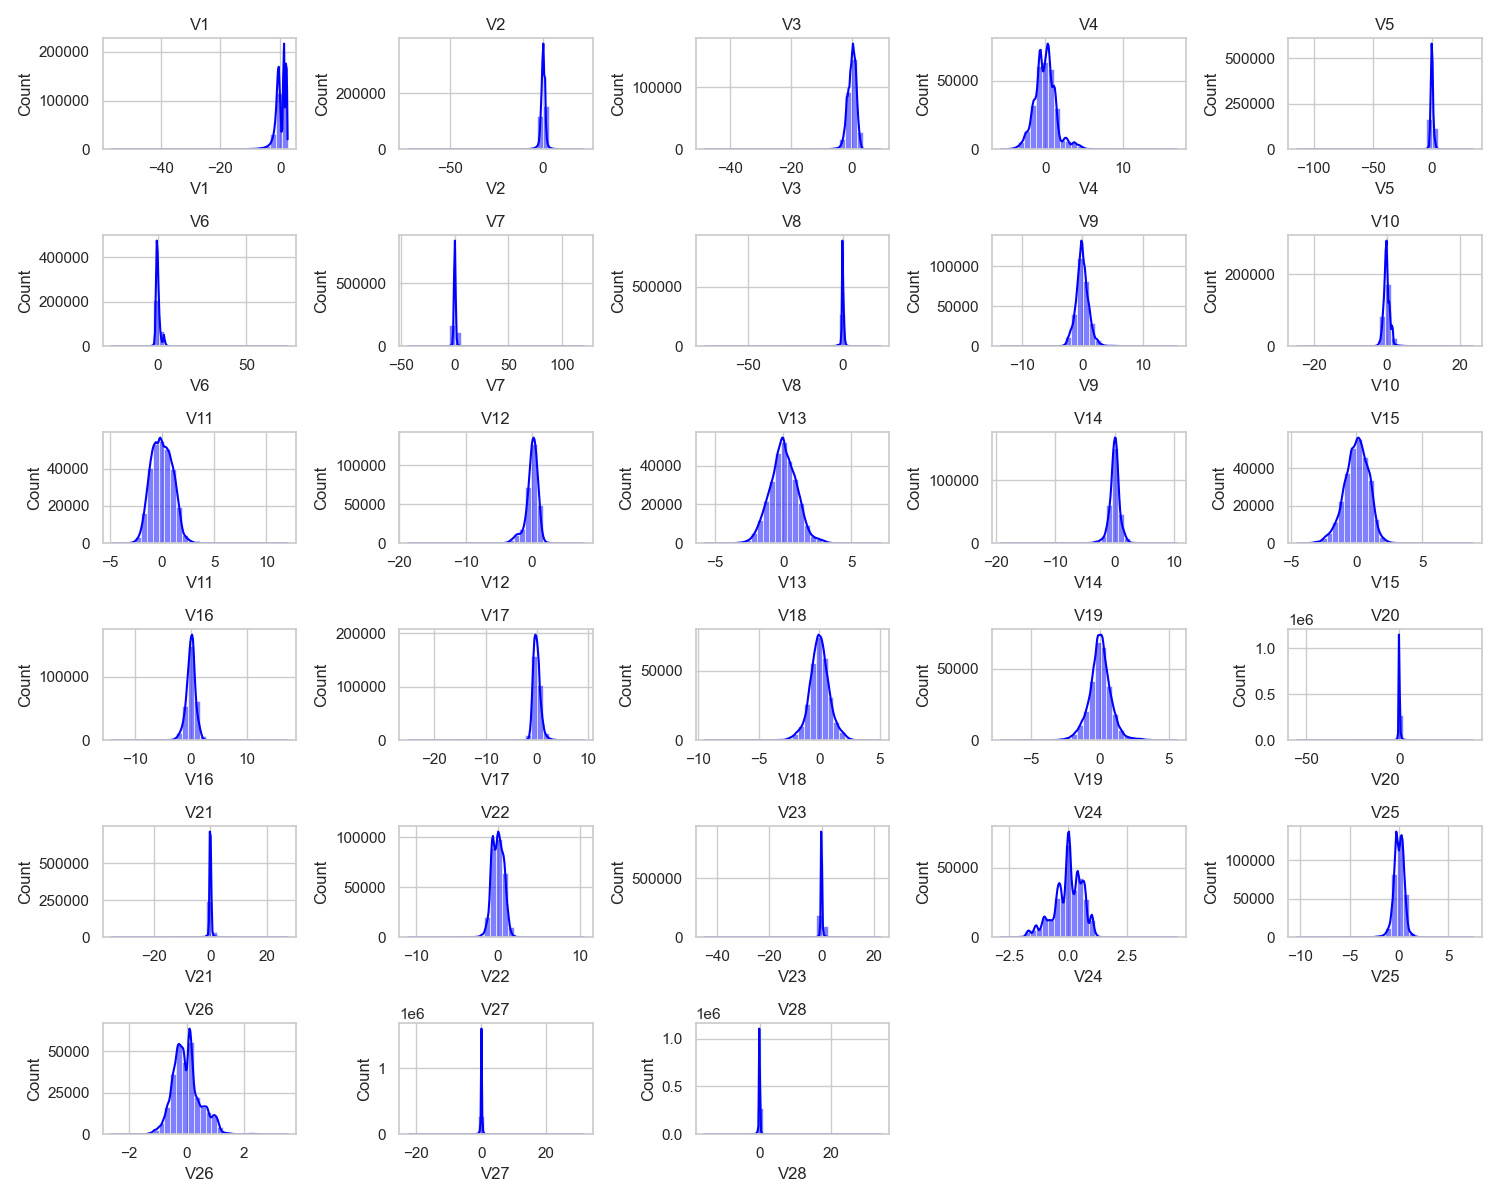 V1 V2 V3 V4 V5
200000
100000
0
Count
−40 −20 0
V1
200000
0
Count
−50 0
V2
100000
0
Count
−40 −20 0
V3
50000
0
Count
0 10
V4
500000
250000
0
Count
−100 −50 0
V5
V6 V7 V8 V9 V10
400000
200000
0
Count
0 50
V6
500000
0
Count
−50 0 50 100
V7
500000
0
Count
−50 0
V8
100000
50000
0
Count
−10 0 10
V9
200000
0
Count
−20 0 20
V10
V11 V12 V13 V14 V15
40000
20000
0
Count
−5 0 5 10
V11
100000
50000
0
Count
−20 −10 0
V12
40000
20000
0
Count
−5 0 5
V13
100000
0
Count
−20 −10 0 10
V14
40000
20000
0
Count
−5 0 5
V15
V16 V17 V18 V19 V20
100000
0
Count
−10 0 10
V16
200000
100000
0
Count
−20 −10 0 10
V17
50000
0
Count
−10 −5 0 5
V18
50000
0
Count
−5 0 5
V19
1e6
1.0
0.5
0.0
Count
−50 0
V20
V21 V22 V23 V24 V25
500000
250000
0
Count
−20 0 20
V21
100000
50000
0
Count
−10 0 10
V22
500000
0
Count
−40 −20 0 20
V23
50000
0
Count
−2.5 0.0 2.5
V24
100000
50000
0
Count
−10 −5 0 5
V25
V26 V27 V28
50000
25000
0
Count
−2 0 2
V26
1e6
1
0
Count
−20 0 20
V27
1e6
1.0
0.5
0.0
Count
0 20
V28